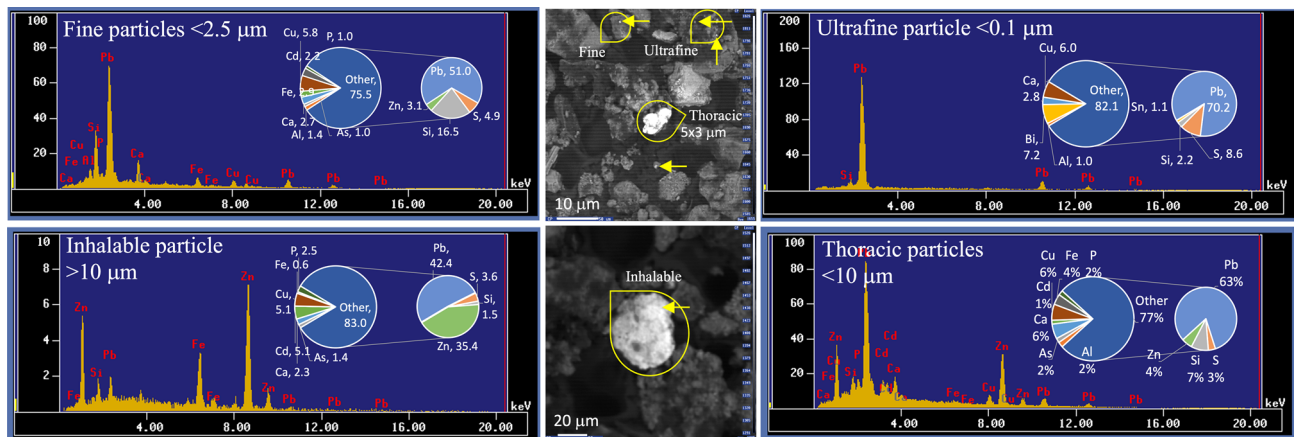 Fine particles <2.5 µm
100
80
60
40
20
Pb
Si
Cu
P
Fe
Al
Ca
Ca
Ca
Fe
Fe
Cu
Cu
Pb
Pb
Pb
4.00
8.00
12.00
16.00
20.00
keV
Cu, 5.8
P, 1.0
Cd, 2.2
Other,
75.5
Pb, 51.0
Fe,
Zn, 3.1
Ca, 2.7
Al, 1.4
As, 1.0
Si, 16.5
S, 4.9
Fine
Ultrafine
Thoracic
5x3 µm
10 µm
Ultrafine particle <0.1 µm
200
160
120
80
40
Pb
Si
Pb
Pb
Pb
4.00
12.00
20.00
keV
Cu, 6.0
Ca,
2.8
Other,
82.1
Sn, 1.1
Pb,
70.2
Bi,
7.2
Al, 1.0
Si, 2.2
S, 8.6
Inhalable particle
>10 µm
10
8
6
4
2
Zn
Pb
Si
Fe
Fe
Fe
Zn
Zn
Pb
Pb
Pb
4.00
8.00
12.00
16.00
20.00
keV
P, 2.5
Fe, 0.6
Cu,
5.1
Other,
83.0
Pb,
42.4
S, 3.6
Si,
1.5
Cd, 5.1
Ca, 2.3
As, 1.4
Zn, 35.4
Inhalable
20 µm
Thoracic particles
<10 µm
100
80
60
40
20
Zn
Cu
Fe
Ca
Si
P
Cd
Cd
Ca
Fe
Fe
Zn
Cu
Zn
Pb
Pb
Pb
4.00
12.00
20.00
keV
Cu
6%
Fe
4%
P
2%
Cd
1%
Ca
6%
As
2%
Al
2%
Other
77%
Pb
63%
Zn
4%
Si
7%
S
3%